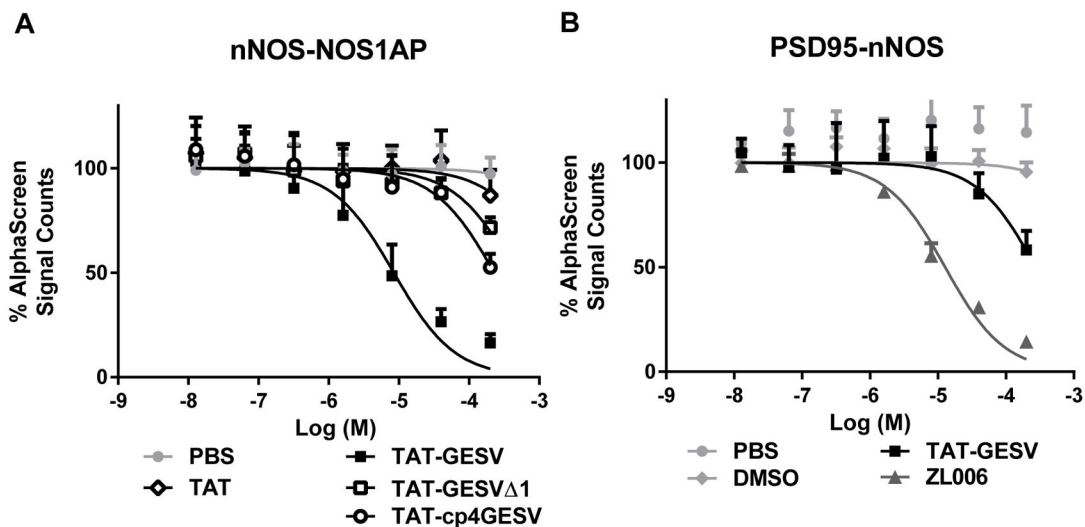 A
nNOS-NOS1AP
% AlphaScreen
Signal Counts
100
50
0
-9 -8 -7 -6 -5 -4 -3
Log (M)
PBS
TAT
TAT-GESV
TAT-GESVΔ1
TAT-cp4GESV
B
PSD95-nNOS
% AlphaScreen
Signal Counts
100
50
0
-9 -8 -7 -6 -5 -4 -3
Log (M)
PBS
DMSO
TAT-GESV
ZL006